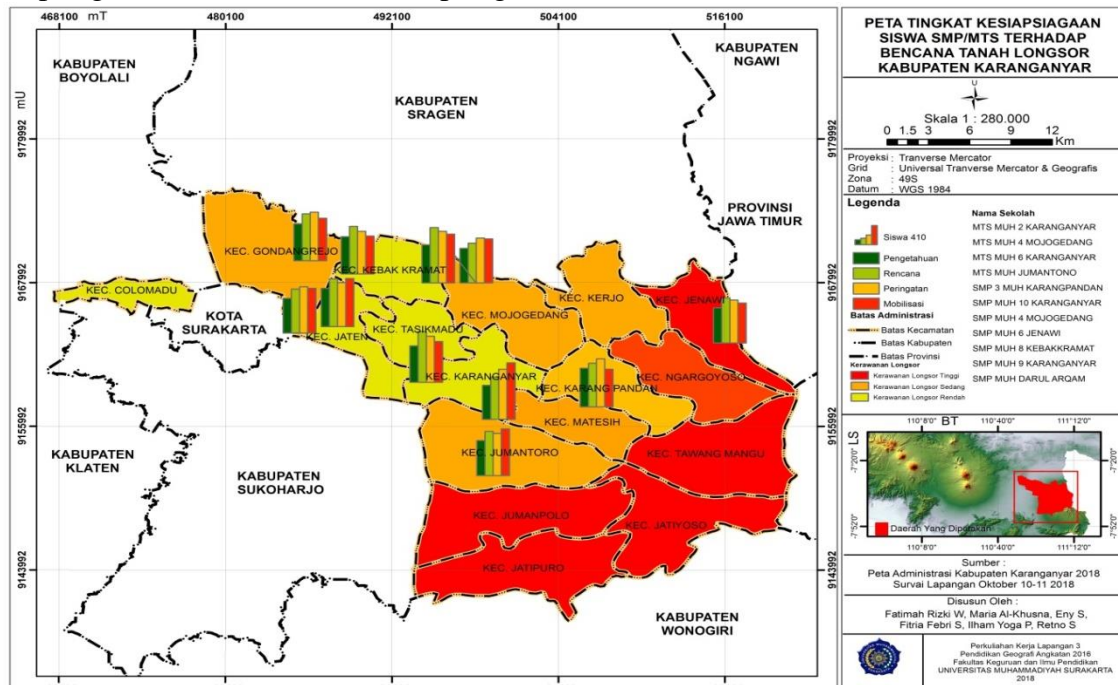 468100 mT 480100 492100 504100 516100
mU
9179992
9167992
9155992
9143992
KABUPATEN
BOYOLALI
KABUPATEN
SRAGEN
KABUPATEN
NGAWI
PROVINSI
JAWA TIMUR
KEC. GONDANGREJO
KEC. KEBAK KRAMAT
KEC. COLOMADU
KOTA
SURAKARTA
KEC. JATEN
KEC. TASIKMADU
KEC. MOJOGEDANG
KEC. KERJO
KEC. JENAWI
KEC. KARANGANYAR
KEC. KARANG PANDAN
KEC. NGARGOYOSO
KEC. MATESIH
KEC. JUMANTORO
KEC. TAWANG MANGU
KABUPATEN
KLATEN
KABUPATEN
SUKOHARJO
KEC. JUMANPOLO
KEC. JATIYOSO
KEC. JATIPURO
KABUPATEN
WONOGIRI
PETA TINGKAT KESIAPSIAGAAN
SISWA SMP/MTS TERHADAP
BENCANA TANAH LONGSOR
KABUPATEN KARANGANYAR
U
Skala 1 : 280.000
0 1.5 3 6 9 12
Km
Proyeksi : Tranverse Mercator
Grid : Universal Tranverse Mercator & Geografis
Zona : 49S
Datum : WGS 1984
Legenda
Siswa 410
Pengetahuan
Rencana
Peringatan
Mobilisasi
Batas Administrasi
Batas Kecamatan
Batas Kabupaten
Batas Provinsi
Kerawanan Longsor
Kerawanan Longsor Tinggi
Kerawanan Longsor Sedang
Kerawanan Longsor Rendah
Nama Sekolah
MTS MUH 2 KARANGANYAR
MTS MUH 4 MOJOGEDANG
MTS MUH 6 KARANGANYAR
MTS MUH JUMANTONO
SMP 3 MUH KARANGPANDAN
SMP MUH 10 KARANGANYAR
SMP MUH 4 MOJOGEDANG
SMP MUH 6 JENAWI
SMP MUH 8 KEBAKKRAMAT
SMP MUH 9 KARANGANYAR
SMP MUH DARUL ARQAM
BT
110°8'0" 110°40'0" 111°12'0"
LS
-7°20'0"
-7°52'0"
-7°20'0"
-7°52'0"
Daerah Yang Dipetakan
110°8'0" 110°40'0" 111°12'0"
Sumber :
Peta Administrasi Kabupaten Karanganyar 2018
Survai Lapangan Oktober 10-11 2018
Disusun Oleh :
Fatimah Rizki W, Maria Al-Khusna, Eny S,
Fitria Febri S, Ilham Yoga P, Retno S
Perkuliahan Kerja Lapangan 3
Pendidikan Geografi Angkatan 2016
Fakultas Keguruan dan Ilmu Pendidikan
UNIVERSITAS MUHAMMADIYAH SURAKARTA
2018